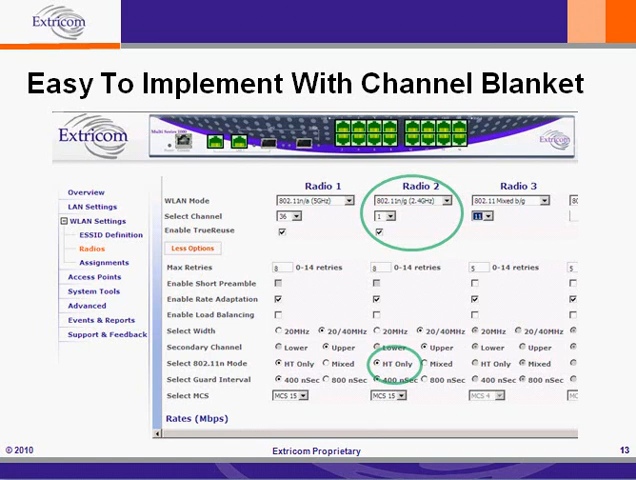 Extricom
Easy To Implement With Channel Blanket
Extricom
Extricom
Radio 1 Radio 2 Radio 3
Overview
LAN Settings
WLAN Settings
ESSID Definition
Radios
Assignments
Access Points
System Tools
Advanced
Events & Reports
Support & Feedback
WLAN Mode 802.11n/a (5GHz) 802.11n/g (2.4GHz) 802.11 Mixed b/g
Select Channel 36 1 11
Enable TrueReuse
Less Options
Max Retries 8 0-14 retries 8 0-14 retries 5 0-14 retries 5
Enable Short Preamble
Enable Rate Adaptation
Enable Load Balancing
Select Width 20MHz 20/40MHz 20MHz 20/40MHz 20MHz 20/40MHz
Secondary Channel Lower Upper Lower Upper Lower Upper
Select 802.11n Mode HT Only Mixed HT Only Mixed HT Only Mixed
Select Guard Interval 400 nSec 800 nSec 400 nSec 800 nSec 400 nSec 800 nSec
Select MCS MCS 15 MCS 15 MCS 4 MC
Rates (Mbps)
© 2010 Extricom Proprietary 13